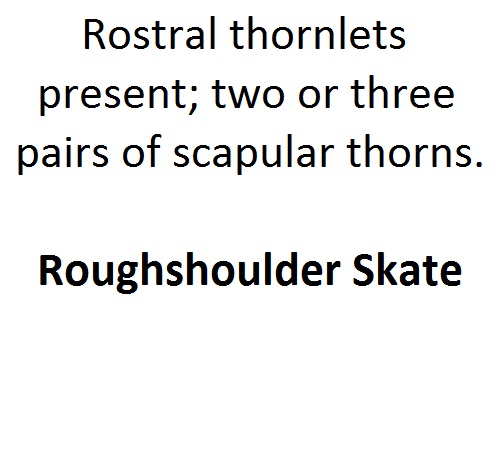 Rostral thornlets
present; two or three
pairs of scapular thorns.
Roughshoulder Skate